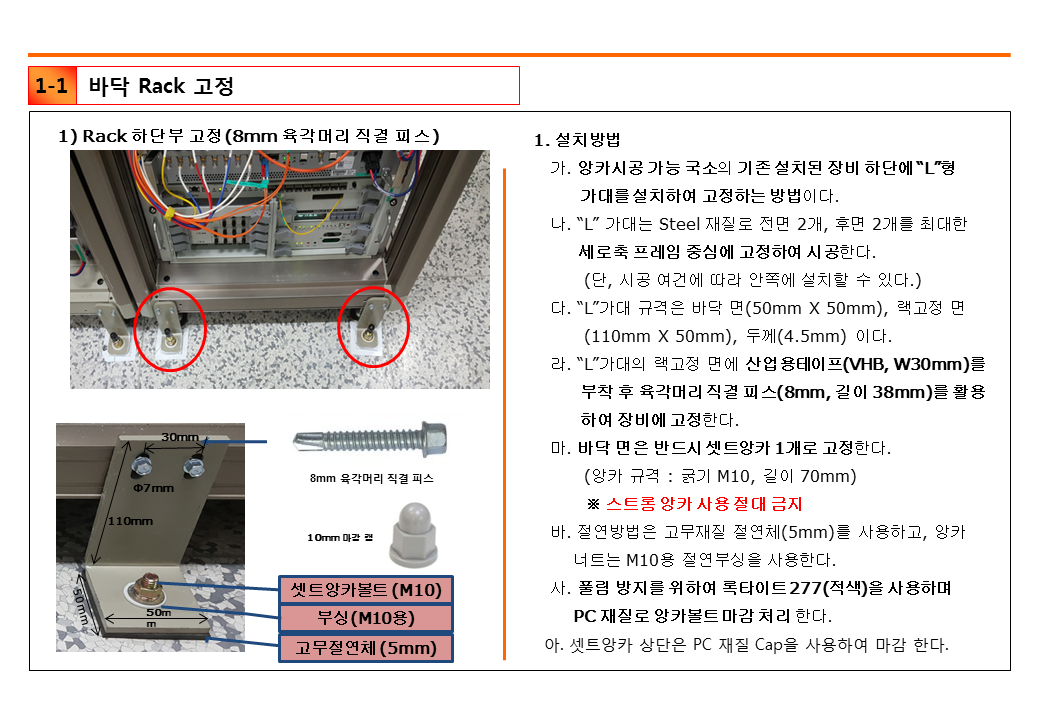 1-1 바닥 Rack 고정
1) Rack 하단부 고정(8mm 육각머리 직결 피스)
30mm
Φ7mm
110mm
50mm
50m
m
8mm 육각머리 직결 피스
10mm 마감 캡
셋트앙카볼트(M10)
부싱(M10용)
고무절연체(5mm)
1. 설치방법
가. 앙카시공 가능 국소의 기존 설치된 장비 하단에 “L”형
가대를 설치하여 고정하는 방법이다.
나. “L” 가대는 Steel 재질로 전면 2개, 후면 2개를 최대한
세로축 프레임 중심에 고정하여 시공한다.
(단, 시공 여건에 따라 안쪽에 설치할 수 있다.)
다. “L”가대 규격은 바닥 면(50mm X 50mm), 랙고정 면
(110mm X 50mm), 두께(4.5mm) 이다.
라. “L”가대의 랙고정 면에 산업용테이프(VHB, W30mm)를
부착 후 육각머리 직결 피스(8mm, 길이 38mm)를 활용
하여 장비에 고정한다.
마. 바닥 면은 반드시 셋트앙카 1개로 고정한다.
(앙카 규격 : 굵기 M10, 길이 70mm)
※ 스트롱 앙카 사용 절대 금지
바. 절연방법은 고무재질 절연체(5mm)를 사용하고, 앙카
너트는 M10용 절연부싱을 사용한다.
사. 풀림 방지를 위하여 록타이트277(적색)을 사용하며
PC 재질로 앙카볼트 마감 처리 한다.
아. 셋트앙카 상단은 PC 재질 Cap을 사용하여 마감 한다.